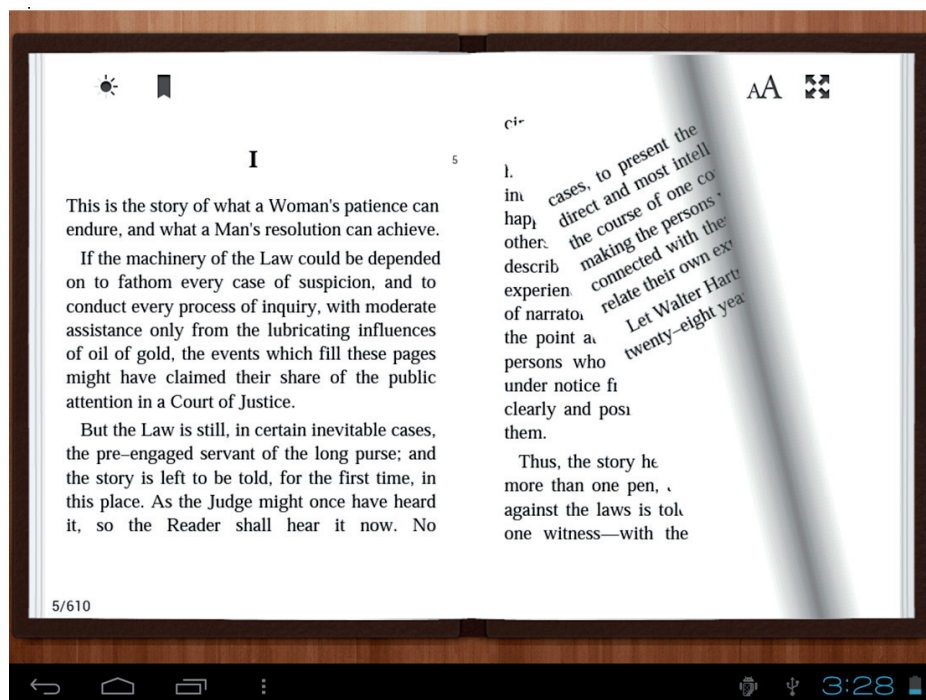 AA
I
5
This is the story of what a Woman's patience can
endure, and what a Man's resolution can achieve.
If the machinery of the Law could be depended
on to fathom every case of suspicion, and to
conduct every process of inquiry, with moderate
assistance only from the lubricating influences
of oil of gold, the events which fill these pages
might have claimed their share of the public
attention in a Court of Justice.
But the Law is still, in certain inevitable cases,
the pre–engaged servant of the long purse; and
the story is left to be told, for the first time, in
this place. As the Judge might once have heard
it, so the Reader shall hear it now. No
5/610
of
the point
persons who
under notice
clearly and
them.
Thus, the story
more than one pen,
against the laws is
one witness—with the
cases, to present the
direct and most
the course of one
making the persons
connected with
relate their own
Let Walter
twenty–eight
3:28